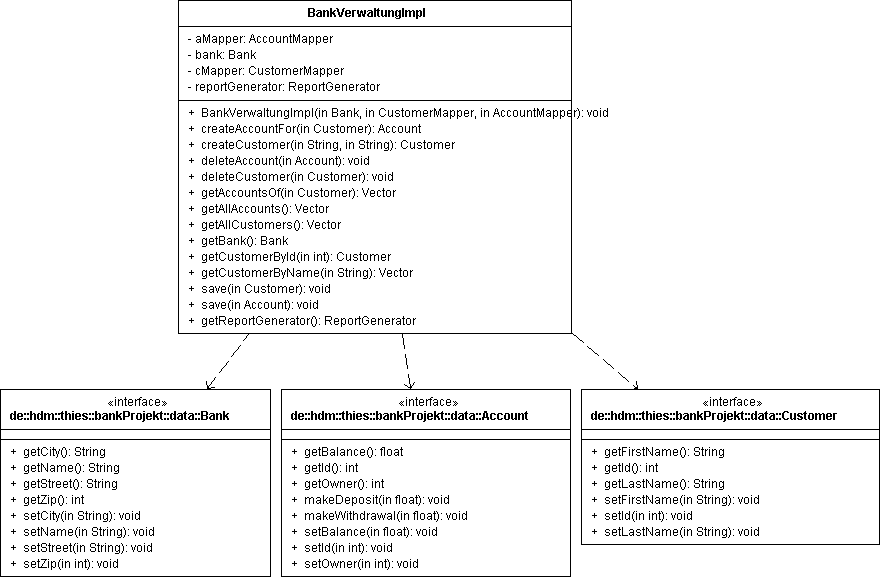 BankVerwaltungImpl
- aMapper: AccountMapper
- bank: Bank
- cMapper: CustomerMapper
- reportGenerator: ReportGenerator
+ BankVerwaltungImpl(in Bank, in CustomerMapper, in AccountMapper): void
+ createAccountFor(in Customer): Account
+ createCustomer(in String, in String): Customer
+ deleteAccount(in Account): void
+ deleteCustomer(in Customer): void
+ getAccountsOf(in Customer): Vector
+ getAllAccounts(): Vector
+ getAllCustomers(): Vector
+ getBank(): Bank
+ getCustomerById(in int): Customer
+ getCustomerByName(in String): Vector
+ save(in Customer): void
+ save(in Account): void
+ getReportGenerator(): ReportGenerator
«interface»
de::hdm::thies::bankProjekt::data::Bank
+ getCity(): String
+ getName(): String
+ getStreet(): String
+ getZip(): int
+ setCity(in String): void
+ setName(in String): void
+ setStreet(in String): void
+ setZip(in int): void
«interface»
de::hdm::thies::bankProjekt::data::Account
+ getBalance(): float
+ getId(): int
+ getOwner(): int
+ makeDeposit(in float): void
+ makeWithdrawal(in float): void
+ setBalance(in float): void
+ setId(in int): void
+ setOwner(in int): void
«interface»
de::hdm::thies::bankProjekt::data::Customer
+ getFirstName(): String
+ getId(): int
+ getLastName(): String
+ setFirstName(in String): void
+ setId(in int): void
+ setLastName(in String): void